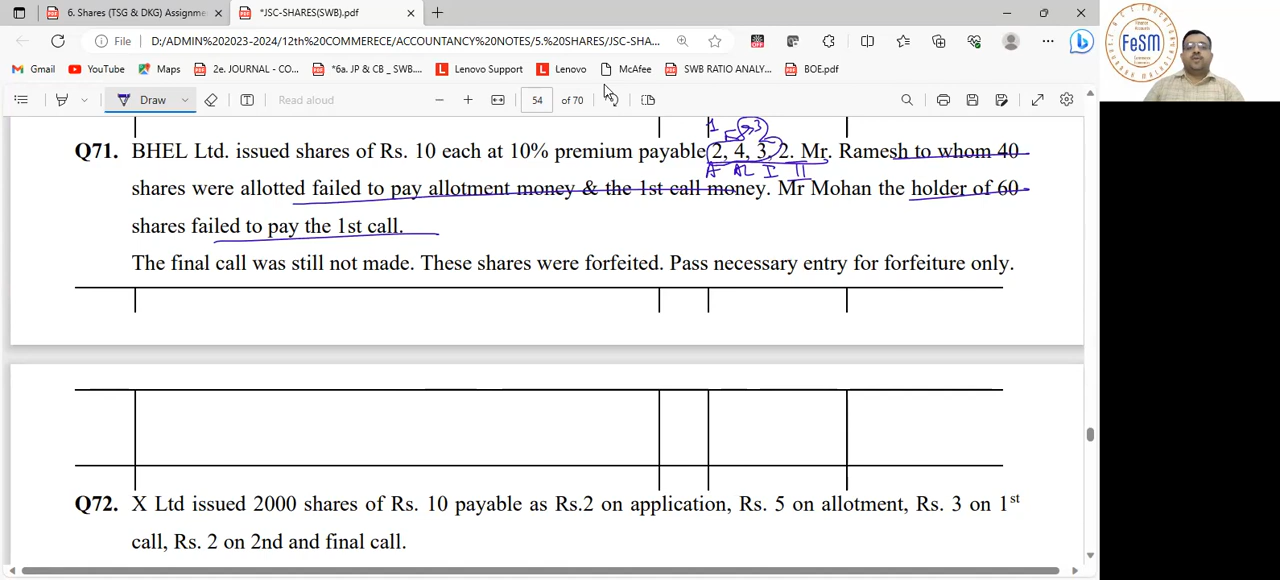 6. Shares (TSG & DKG) Assignme
*JSC-SHARES(SWB).pdf
File D:/ADMIN%202023-2024/12th%20COMMERECE/ACCOUNTANCY%20NOTES/5.%20SHARES/JSC-SHA...
Gmail YouTube Maps 2e. JOURNAL - CO... *6a. JP & CB _ SWB.... Lenovo Support Lenovo McAfee SWB RATIO ANALY... BOE.pdf
Draw Read aloud 54 of 70
1 3
Q71. BHEL Ltd. issued shares of Rs. 10 each at 10% premium payable 2, 4, 3, 2. Mr. Ramesh to whom 40
A AL I II
shares were allotted failed to pay allotment money & the 1st call money. Mr Mohan the holder of 60
shares failed to pay the 1st call.
The final call was still not made. These shares were forfeited. Pass necessary entry for forfeiture only.
Q72. X Ltd issued 2000 shares of Rs. 10 payable as Rs.2 on application, Rs. 5 on allotment, Rs. 3 on 1st
call, Rs. 2 on 2nd and final call.
FeSM